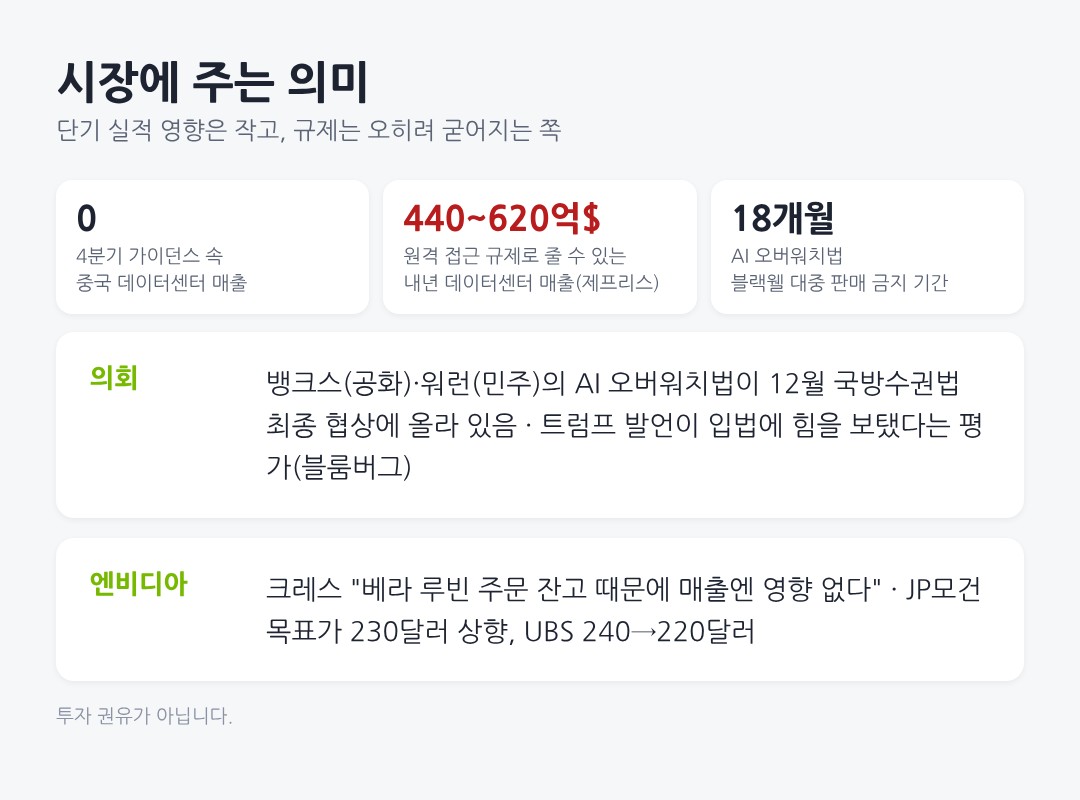 시장에 주는 의미
단기 실적 영향은 작고, 규제는 오히려 굳어지는 쪽
0
4분기 가이던스 속
중국 데이터센터 매출
440~620억$
원격 접근 규제로 줄 수 있는
내년 데이터센터 매출(제프리스)
18개월
AI 오버워치법
블랙웰 대중 판매 금지 기간
의회
뱅크스(공화)·워런(민주)의 AI 오버워치법이 12월 국방수권법
최종 협상에 올라 있음 · 트럼프 발언이 입법에 힘을 보탰다는 평
가(블룸버그)
엔비디아
크레스 "베라 루빈 주문 잔고 때문에 매출엔 영향 없다" · JP모건
목표가 230달러 상향, UBS 240→220달러
투자 권유가 아닙니다.